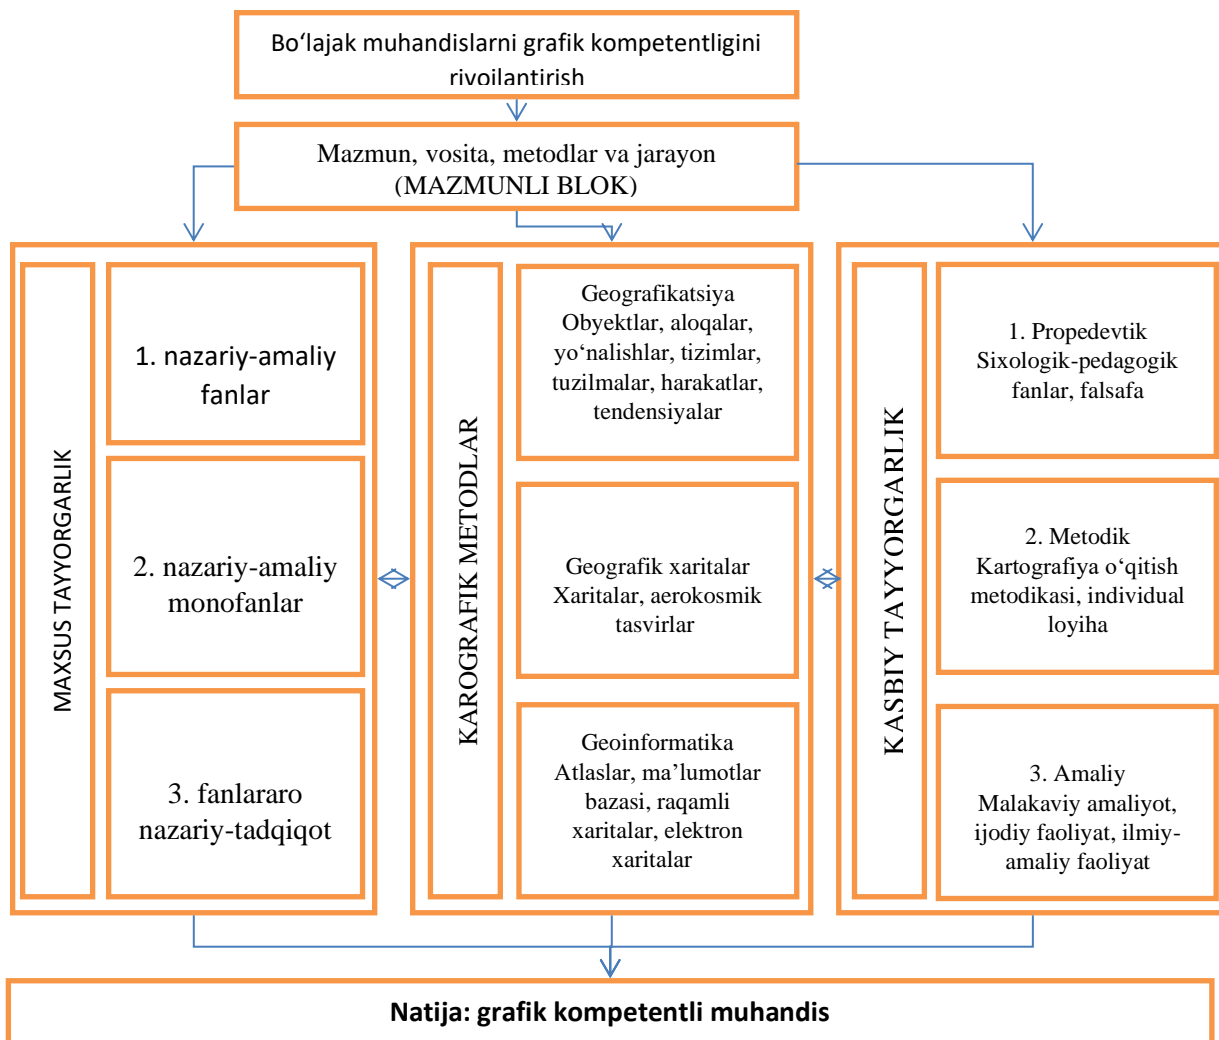 Bo‘lajak muhandislarni grafik kompetentligini
rivojlantirish
Mazmun, vosita, metodlar va jarayon
(MAZMUNLI BLOK)
MAXSUS TAYYORGARLIK
1. nazariy-amaliy
fanlar
2. nazariy-amaliy
monofanlar
3. fanlararo
nazariy-tadqiqot
KAROGRAFIK METODLAR
Geografikatsiya
Obyektlar, aloqalar,
yo‘nalishlar, tizimlar,
tuzilmalar, harakatlar,
tendensiyalar
Geografik xaritalar
Xaritalar, aerokosmik
tasvirlar
Geoinformatika
Atlaslar, ma’lumotlar
bazasi, raqamli
xaritalar, elektron
xaritalar
KASBIY TAYYORGARLIK
1. Propedevtik
Sixologik-pedagogik
fanlar, falsafa
2. Metodik
Kartografiya o‘qitish
metodikasi, individual
loyiha
3. Amaliy
Malakaviy amaliyot,
ijodiy faoliyat, ilmiy-
amaliy faoliyat
Natija: grafik kompetentli muhandis